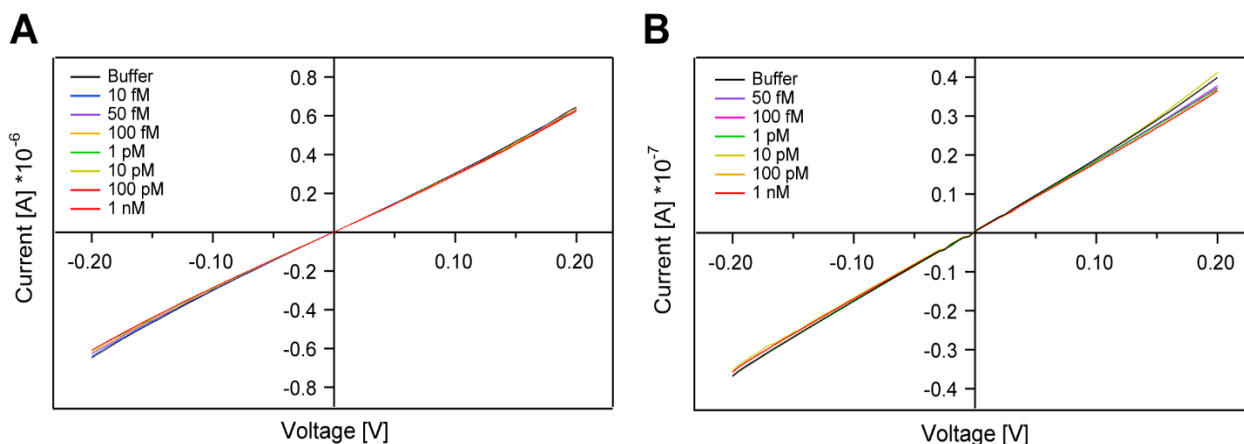 A
Buffer
10 fM
50 fM
100 fM
1 pM
10 pM
100 pM
1 nM
0.8
0.6
0.4
0.2
-0.20
-0.10
0.10
0.20
-0.2
-0.4
-0.6
-0.8
Current [A] *10-6
Voltage [V]
B
Buffer
50 fM
100 fM
1 pM
10 pM
100 pM
1 nM
0.4
0.3
0.2
0.1
-0.20
-0.10
0.10
0.20
-0.1
-0.2
-0.3
-0.4
Current [A] *10-7
Voltage [V]